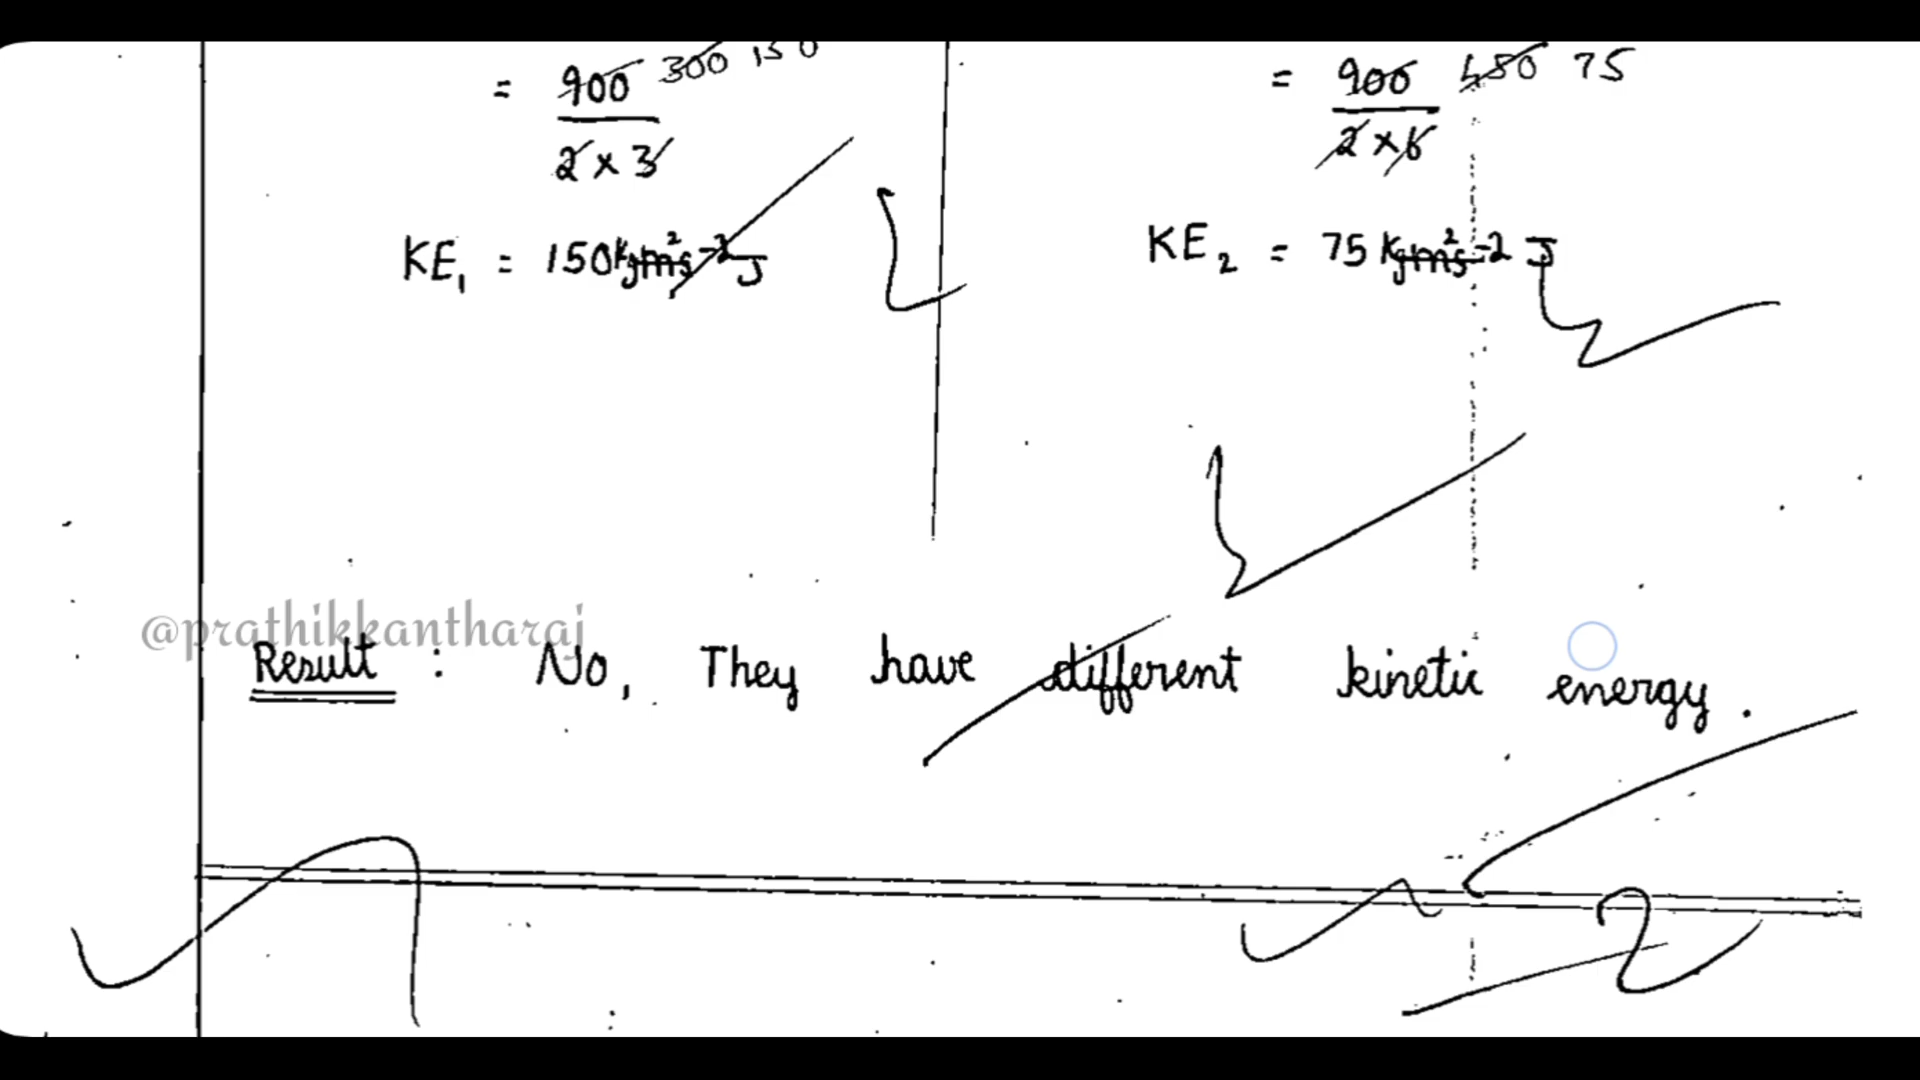 = 900 300 150 = 900 450 75
2 x 3 2 x 6
KE1 = 150 kgm²s-2 J KE2 = 75 kgm²s-2 J
@prathikkantharaj
Result : No, They have different kinetic energy.